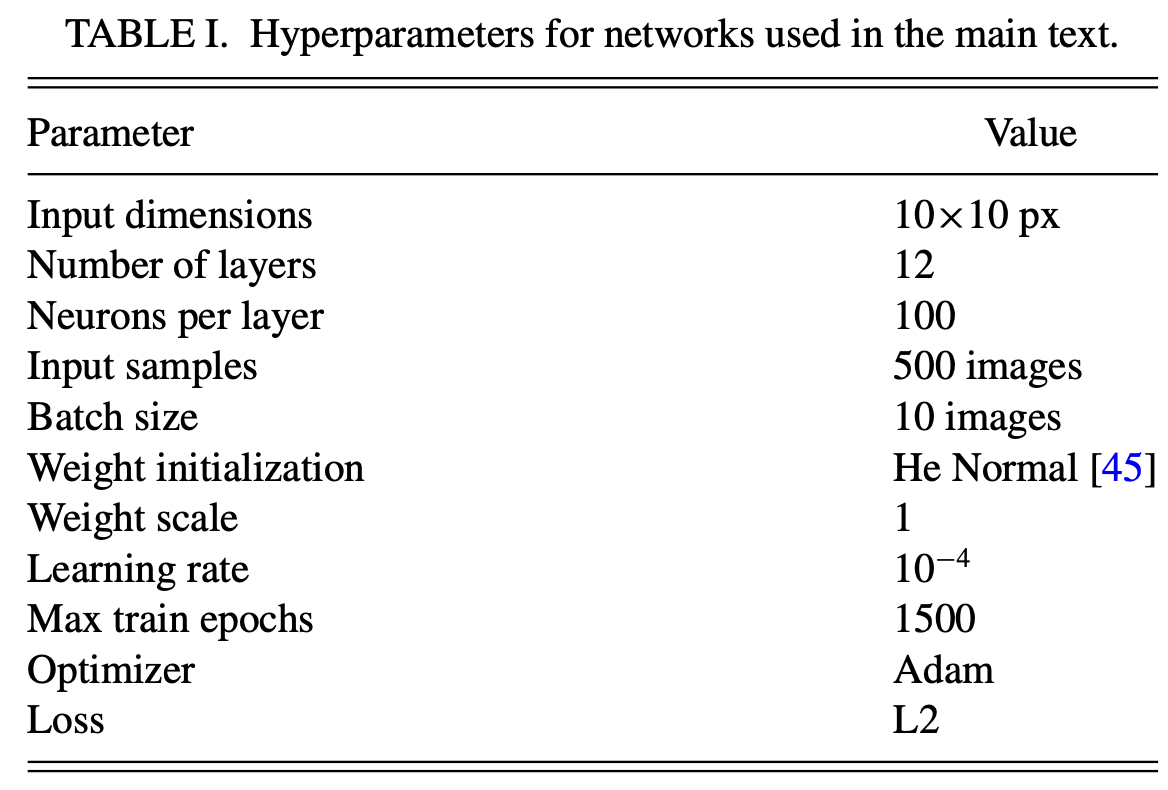 TABLE I. Hyperparameters for networks used in the main text.
Parameter Value
Input dimensions 10×10 px
Number of layers 12
Neurons per layer 100
Input samples 500 images
Batch size 10 images
Weight initialization He Normal [45]
Weight scale 1
Learning rate 10⁻⁴
Max train epochs 1500
Optimizer Adam
Loss L2